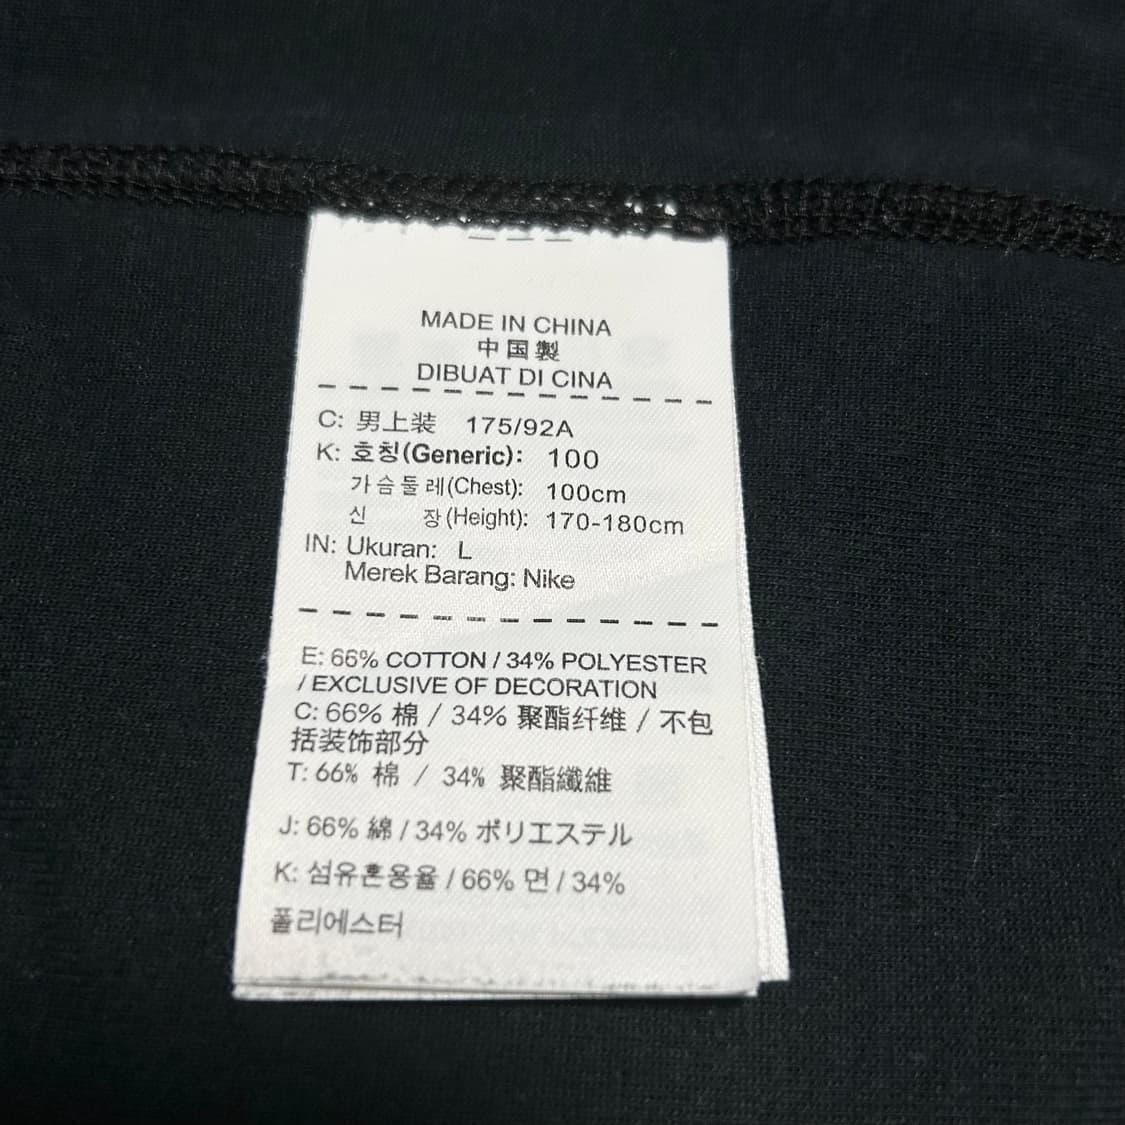 MADE IN CHINA
中国製
DIBUAT DI CINA
C: 男上装 175/92A
K: 호칭(Generic): 100
가슴둘레(Chest): 100cm
신 장(Height): 170-180cm
IN: Ukuran: L
Merek Barang: Nike
E: 66% COTTON / 34% POLYESTER
/ EXCLUSIVE OF DECORATION
C: 66% 棉 / 34% 聚酯纤维 / 不包
括装饰部分
T: 66% 棉 / 34% 聚酯纖維
J: 66% 綿 / 34% ポリエステル
K: 섬유혼용율 / 66% 면 / 34%
폴리에스터